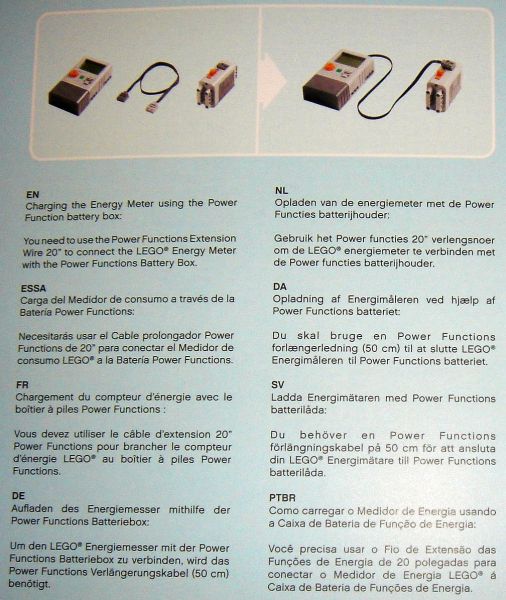 EN
Charging the Energy Meter using the Power
Function battery box:
You need to use the Power Functions Extension
Wire 20" to connect the LEGO® Energy Meter
with the Power Functions Battery Box.
ESSA
Carga del Medidor de consumo a través de la
Batería Power Functions:
Necesitarás usar el Cable prolongador Power
Functions de 20" para conectar el Medidor de
consumo LEGO® a la Batería Power Functions.
FR
Chargement du compteur d'énergie avec le
boîtier à piles Power Functions :
Vous devez utiliser le câble d'extension 20"
Power Functions pour brancher le compteur
d'énergie LEGO® au boîtier à piles Power
Functions.
DE
Aufladen des Energiemesser mithilfe der
Power Functions Batteriebox:
Um den LEGO® Energiemesser mit der Power
Functions Batteriebox zu verbinden, wird das
Power Functions Verlängerungskabel (50 cm)
benötigt.
NL
Opladen van de energiemeter met de Power
Functies batterijhouder:
Gebruik het Power functies 20" verlengsnoer
om de LEGO® energiemeter te verbinden met
de Power functies batterijhouder.
DA
Opladning af Energimåleren ved hjælp af
Power Functions batteriet:
Du skal bruge en Power Functions
forlængerledning (50 cm) til at slutte LEGO®
Energimåleren til Power Functions batteriet.
SV
Ladda Energimätaren med Power Functions
batterilåda:
Du behöver en Power Functions
förlängningskabel på 50 cm för att ansluta
din LEGO® Energimätare till Power Functions
batterilåda.
PTBR
Como carregar o Medidor de Energia usando
a Caixa de Bateria de Função de Energia:
Você precisa usar o Fio de Extensão das
Funções de Energia de 20 polegadas para
conectar o Medidor de Energia LEGO® á
Caixa de Bateria de Funções de Energia.